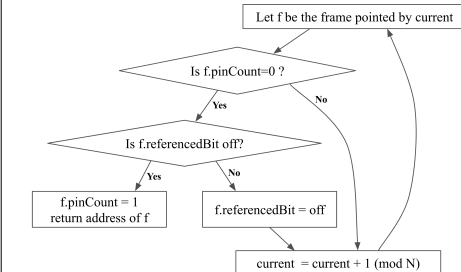 Let f be the frame pointed by current
Is f.pinCount=0 ?
Yes
No
Is f.referencedBit off?
Yes
No
f.pinCount = 1
return address of f
f.referencedBit = off
current = current + 1 (mod N)